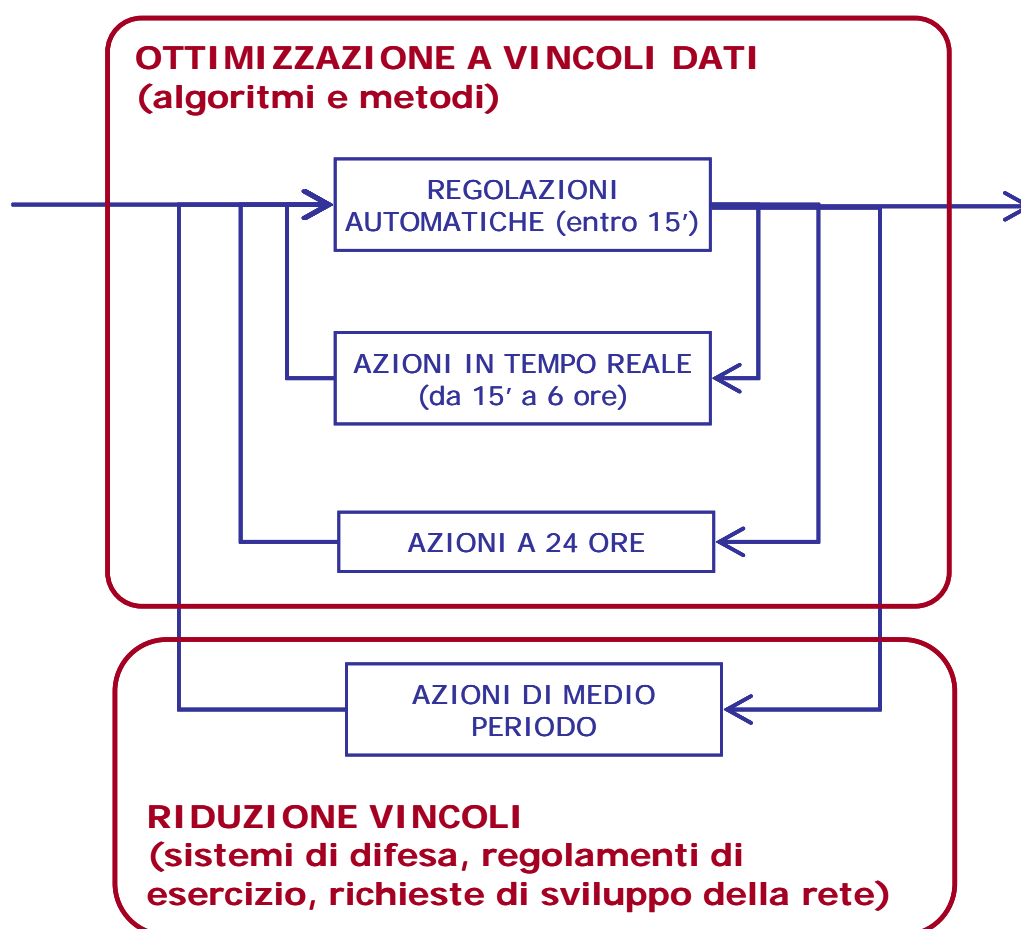 OTTIMIZZAZIONE A VINCOLI DATI
(algoritmi e metodi)
REGOLAZIONI
AUTOMATICHE (entro 15’)
AZIONI IN TEMPO REALE
(da 15’ a 6 ore)
AZIONI A 24 ORE
AZIONI DI MEDIO
PERIODO
RIDUZIONE VINCOLI
(sistemi di difesa, regolamenti di
esercizio, richieste di sviluppo della rete)